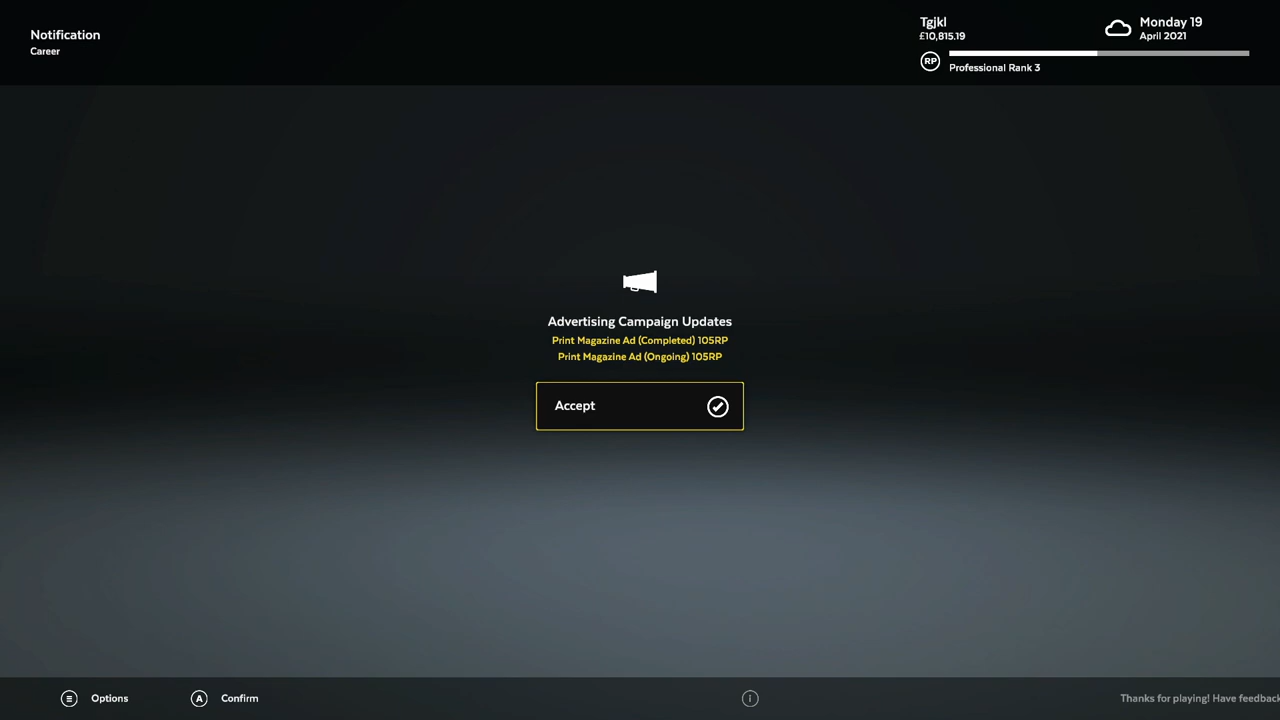 Notification
Career
Tgjkl
£10,815.19
Monday 19
April 2021
RP
Professional Rank 3
Advertising Campaign Updates
Print Magazine Ad (Completed) 105RP
Print Magazine Ad (Ongoing) 105RP
Accept
Options
A
Confirm
i
Thanks for playing! Have feedback